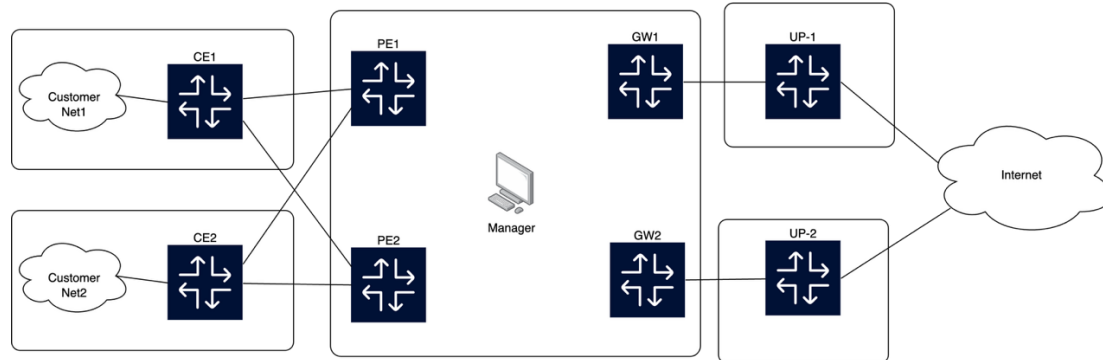 CE1
PE1
GW1
UP-1
Customer
Net1
Internet
Manager
CE2
PE2
GW2
UP-2
Customer
Net2